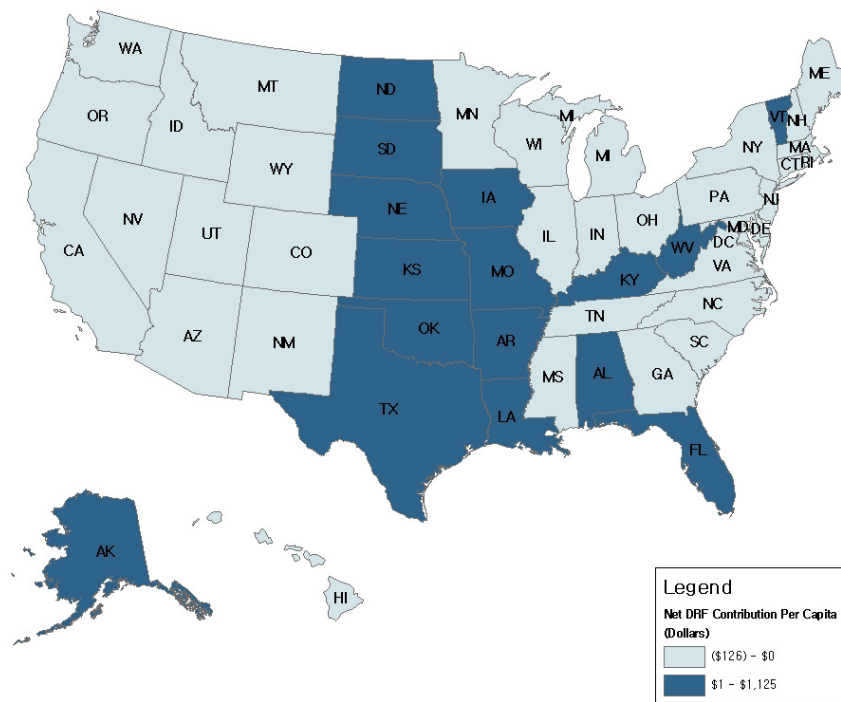 WA
ME
MT
ND
MN
VT
NH
OR
MI
ID
SD
WI
NY
MA
MI
CT
RI
WY
IA
PA
NJ
NE
OH
NV
IL
IN
MD
DE
UT
DC
CA
CO
WV
VA
KS
MO
KY
NC
TN
OK
AZ
NM
AR
SC
MS
AL
GA
TX
LA
FL
AK
HI
Legend
Net DRF Contribution Per Capita
(Dollars)
($126) - $0
$1 - $1,125